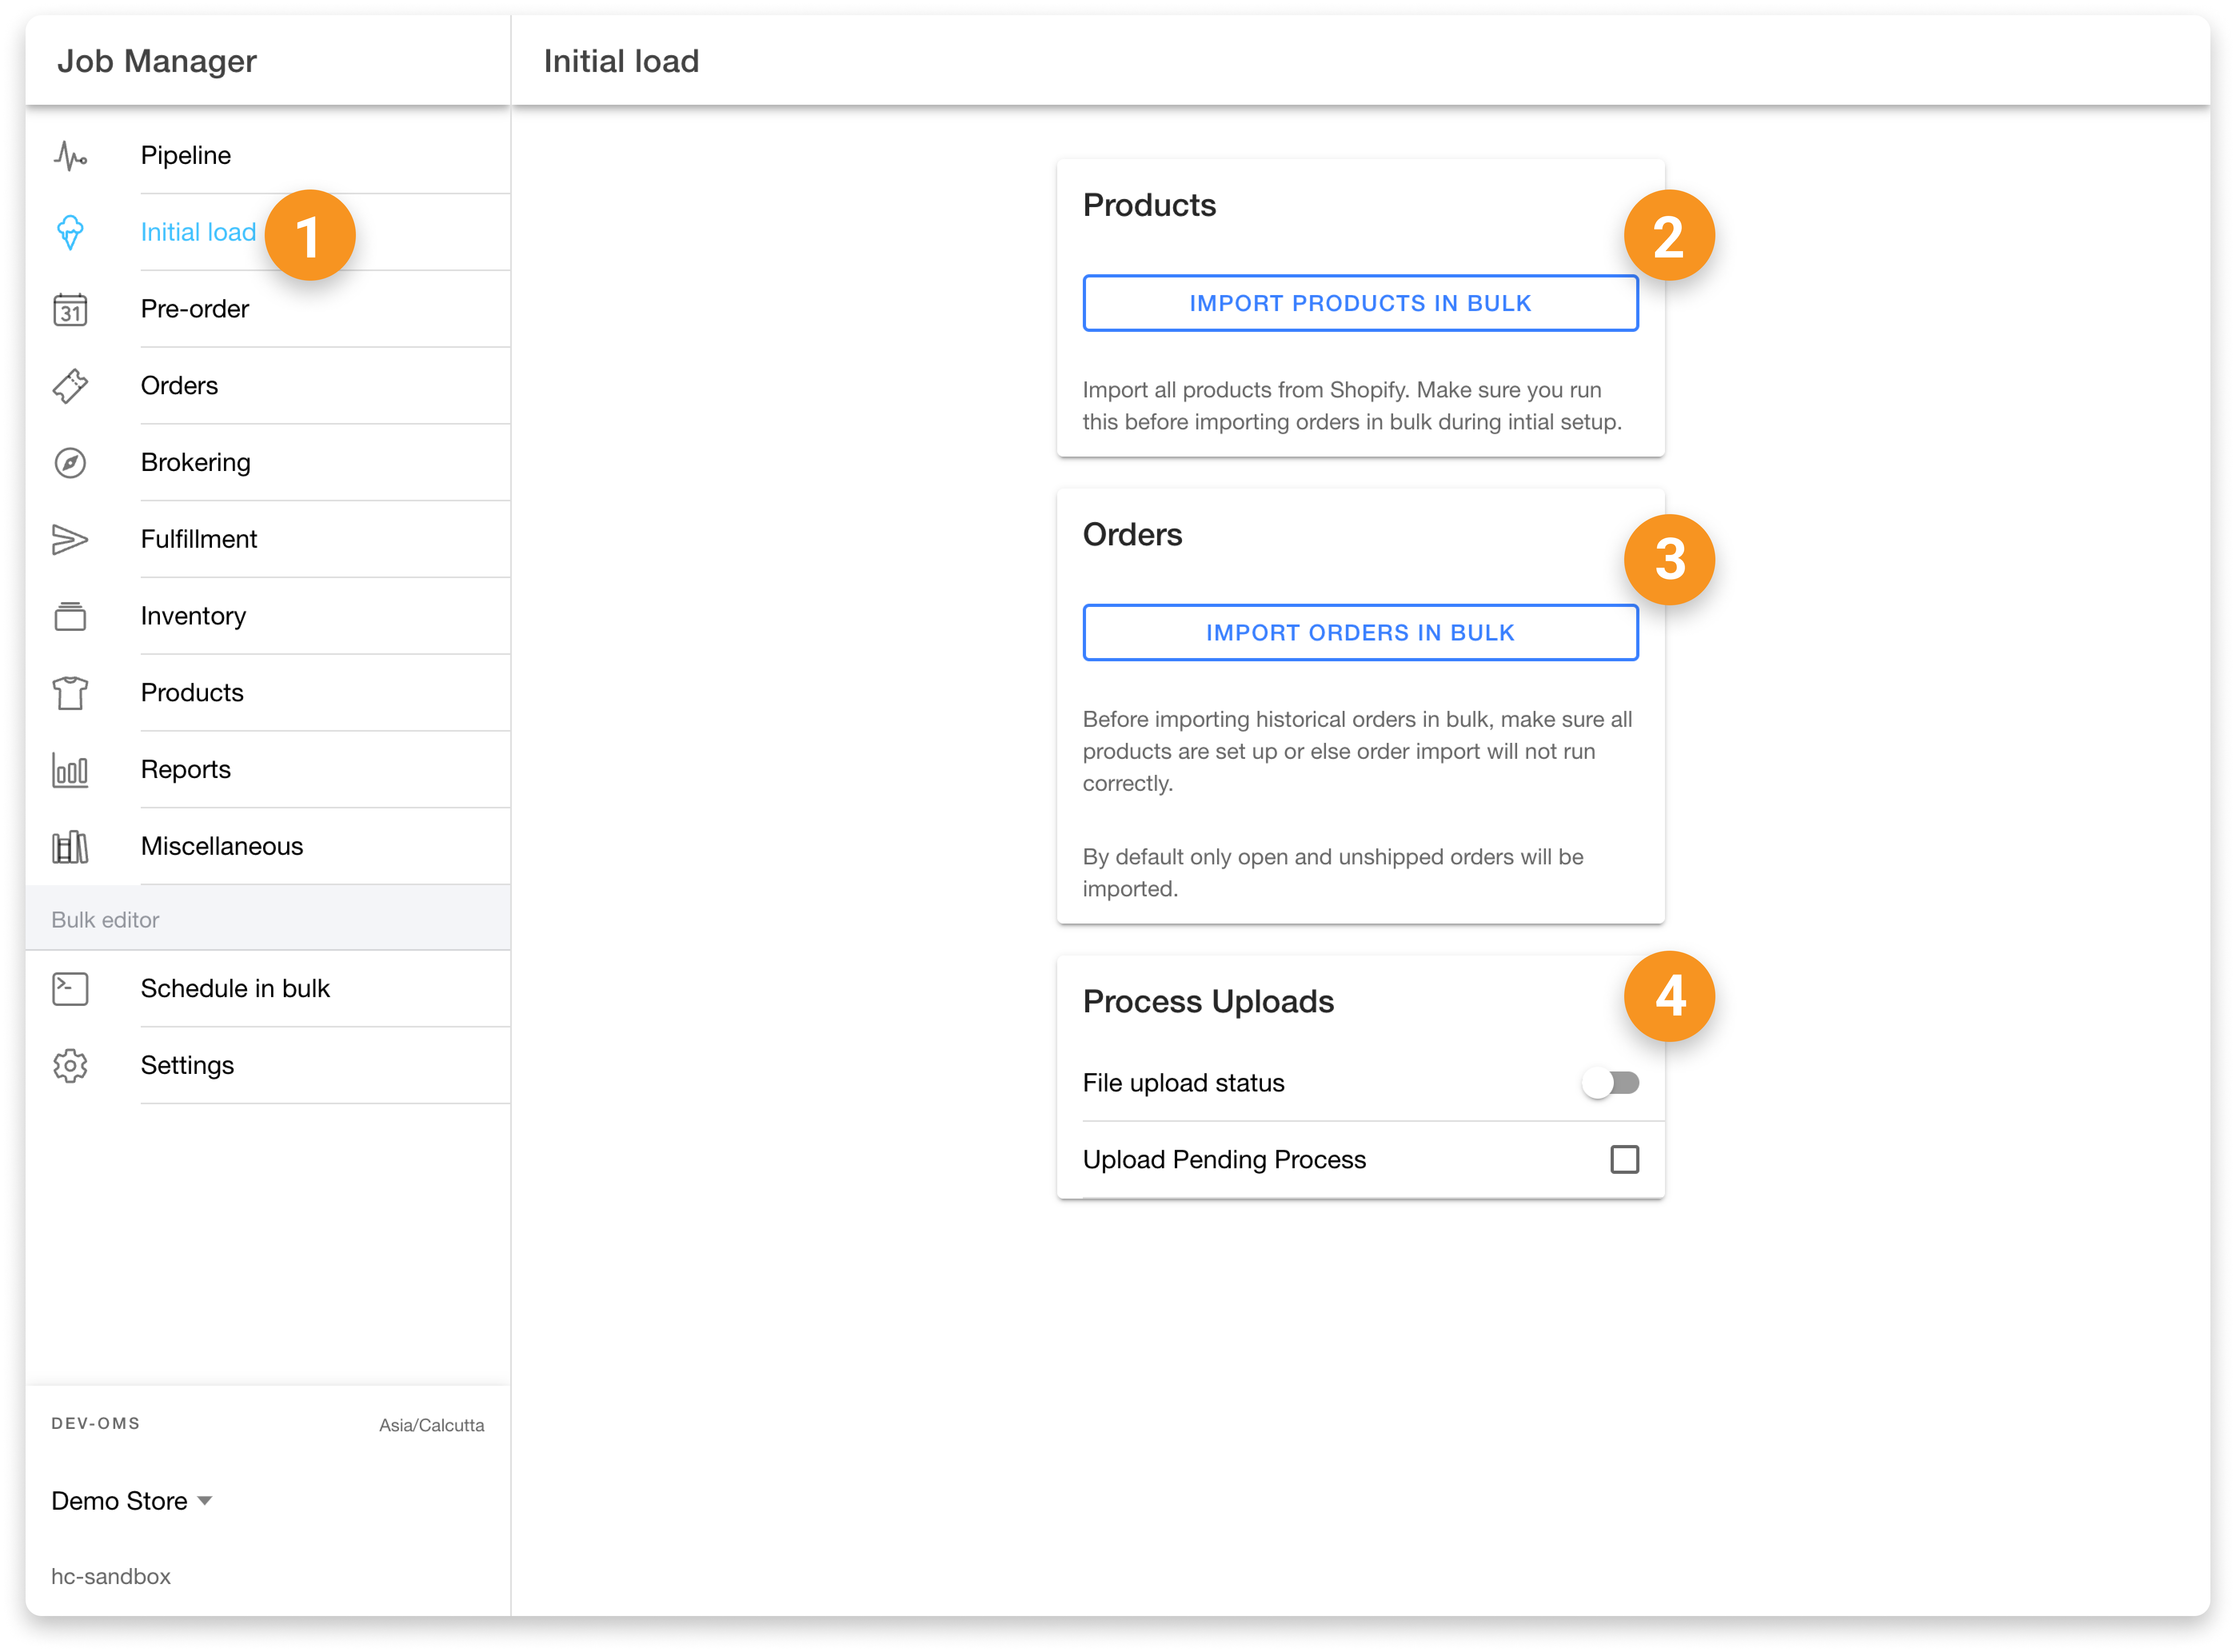 Job Manager
Initial load
Pipeline
Initial load
1
31
Pre-order
Orders
Brokering
Fulfillment
Inventory
Products
Reports
Miscellaneous
Bulk editor
Schedule in bulk
Settings
DEV-OMS
Asia/Calcutta
Demo Store
hc-sandbox
Products
2
IMPORT PRODUCTS IN BULK
Import all products from Shopify. Make sure you run
this before importing orders in bulk during intial setup.
Orders
3
IMPORT ORDERS IN BULK
Before importing historical orders in bulk, make sure all
products are set up or else order import will not run
correctly.
By default only open and unshipped orders will be
imported.
Process Uploads
4
File upload status
Upload Pending Process